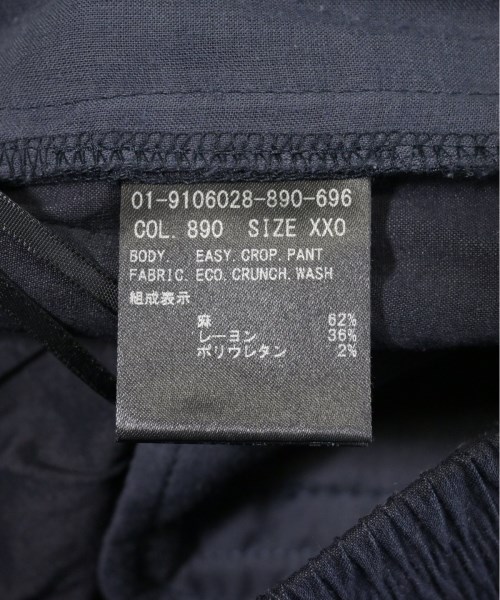 01-9106028-890-696
COL. 890 SIZE XXO
BODY. EASY. CROP. PANT
FABRIC. ECO. CRUNCH. WASH
組成表示
麻 62%
レーヨン 36%
ポリウレタン 2%